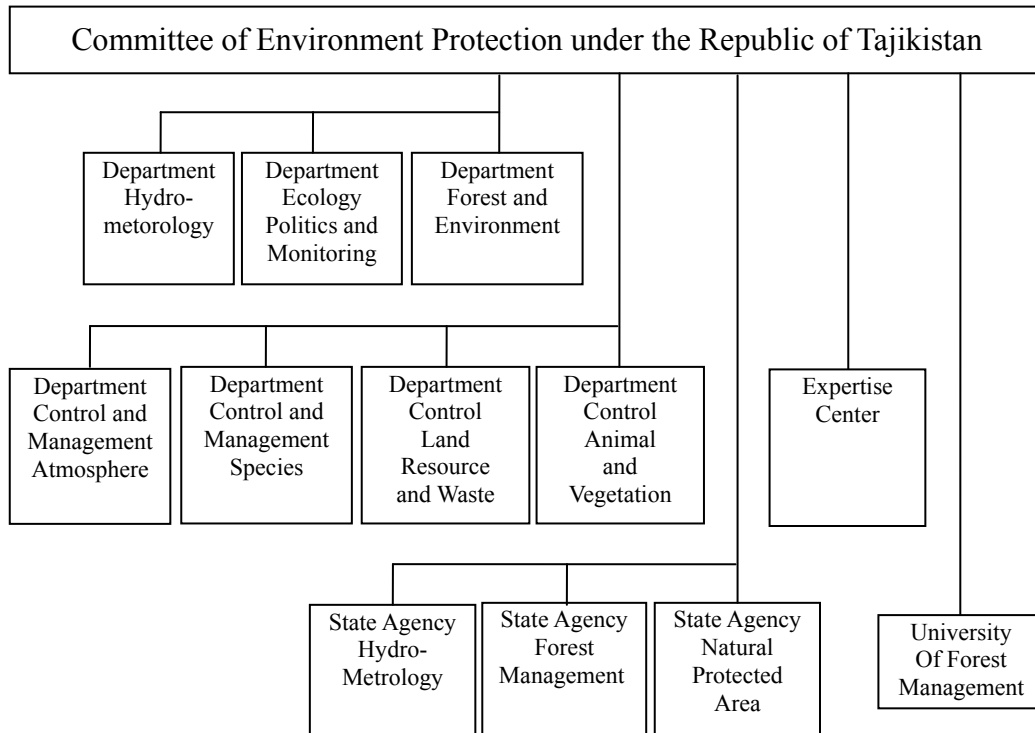 Committee of Environment Protection under the Republic of Tajikistan
Department
Hydro-
metorology
Department
Ecology
Politics and
Monitoring
Department
Forest and
Environment
Department
Control and
Management
Atmosphere
Department
Control and
Management
Species
Department
Control
Land
Resource
and Waste
Department
Control
Animal
and
Vegetation
Expertise
Center
State Agency
Hydro-
Metrology
State Agency
Forest
Management
State Agency
Natural
Protected
Area
University
Of Forest
Management